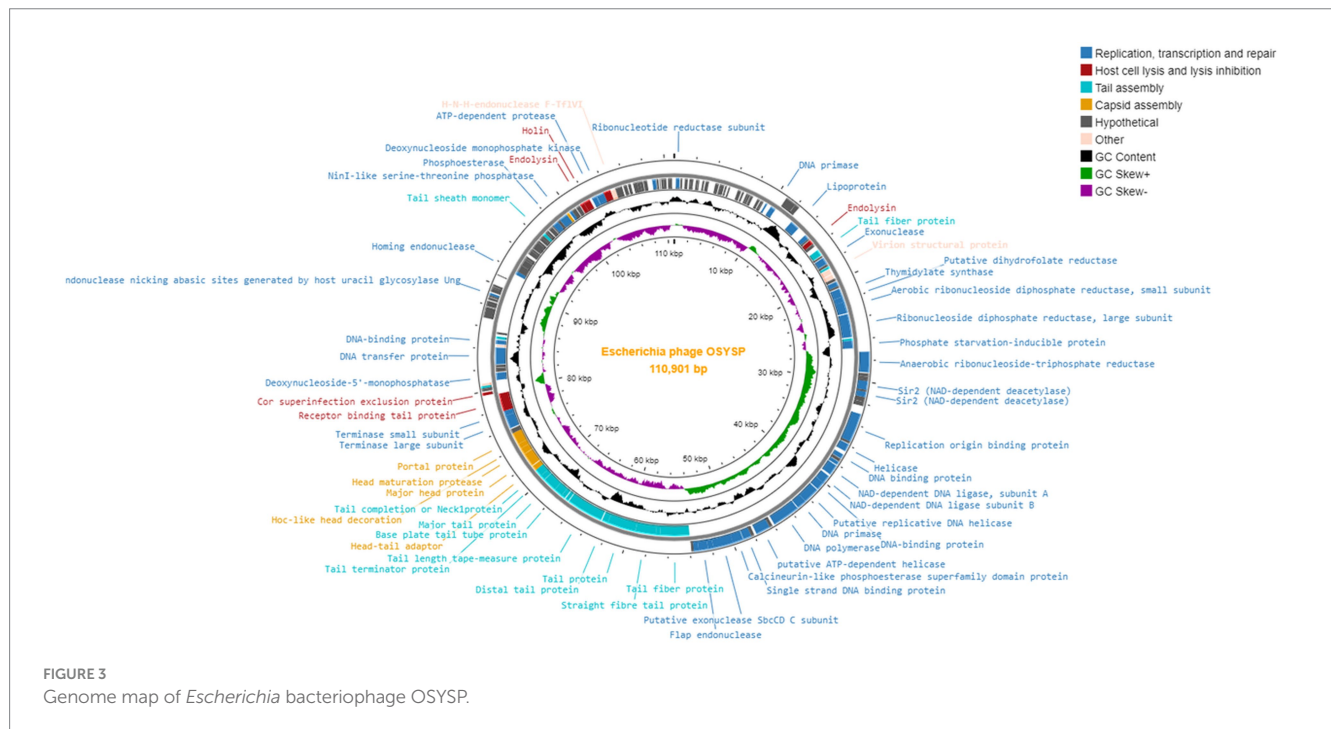 Replication, transcription and repair
Host cell lysis and lysis inhibition
Tail assembly
Capsid assembly
Hypothetical
Other
GC Content
GC Skew+
GC Skew-
H-N-H-endonuclease F-TflVI
ATP-dependent protease
Holin
Deoxynucleoside monophosphate kinase
Endolysin
Phosphoesterase
NinI-like serine-threonine phosphatase
Tail sheath monomer
Homing endonuclease
ndonuclease nicking abasic sites generated by host uracil glycosylase Ung
DNA-binding protein
DNA transfer protein
Deoxynucleoside-5'-monophosphatase
Cor superinfection exclusion protein
Receptor binding tail protein
Terminase small subunit
Terminase large subunit
Portal protein
Head maturation protease
Major head protein
Hoc-like head decoration
Tail completion or Neck1protein
Major tail protein
Base plate tail tube protein
Head-tail adaptor
Tail length tape-measure protein
Tail terminator protein
Tail protein
Distal tail protein
Tail fiber protein
Straight fibre tail protein
Ribonucleotide reductase subunit
DNA primase
Lipoprotein
Endolysin
Tail fiber protein
Exonuclease
Virion structural protein
Putative dihydrofolate reductase
Thymidylate synthase
Aerobic ribonucleoside diphosphate reductase, small subunit
Ribonucleoside diphosphate reductase, large subunit
Phosphate starvation-inducible protein
Anaerobic ribonucleoside-triphosphate reductase
Sir2 (NAD-dependent deacetylase)
Sir2 (NAD-dependent deacetylase)
Replication origin binding protein
Helicase
DNA binding protein
NAD-dependent DNA ligase, subunit A
NAD-dependent DNA ligase subunit B
Putative replicative DNA helicase
DNA primase
DNA polymerase
DNA-binding protein
putative ATP-dependent helicase
Calcineurin-like phosphoesterase superfamily domain protein
Single strand DNA binding protein
Putative exonuclease SbcCD C subunit
Flap endonuclease
110 kbp
10 kbp
20 kbp
30 kbp
40 kbp
50 kbp
60 kbp
70 kbp
80 kbp
90 kbp
100 kbp
Escherichia phage OSYSP
110,901 bp
FIGURE 3
Genome map of Escherichia bacteriophage OSYSP.